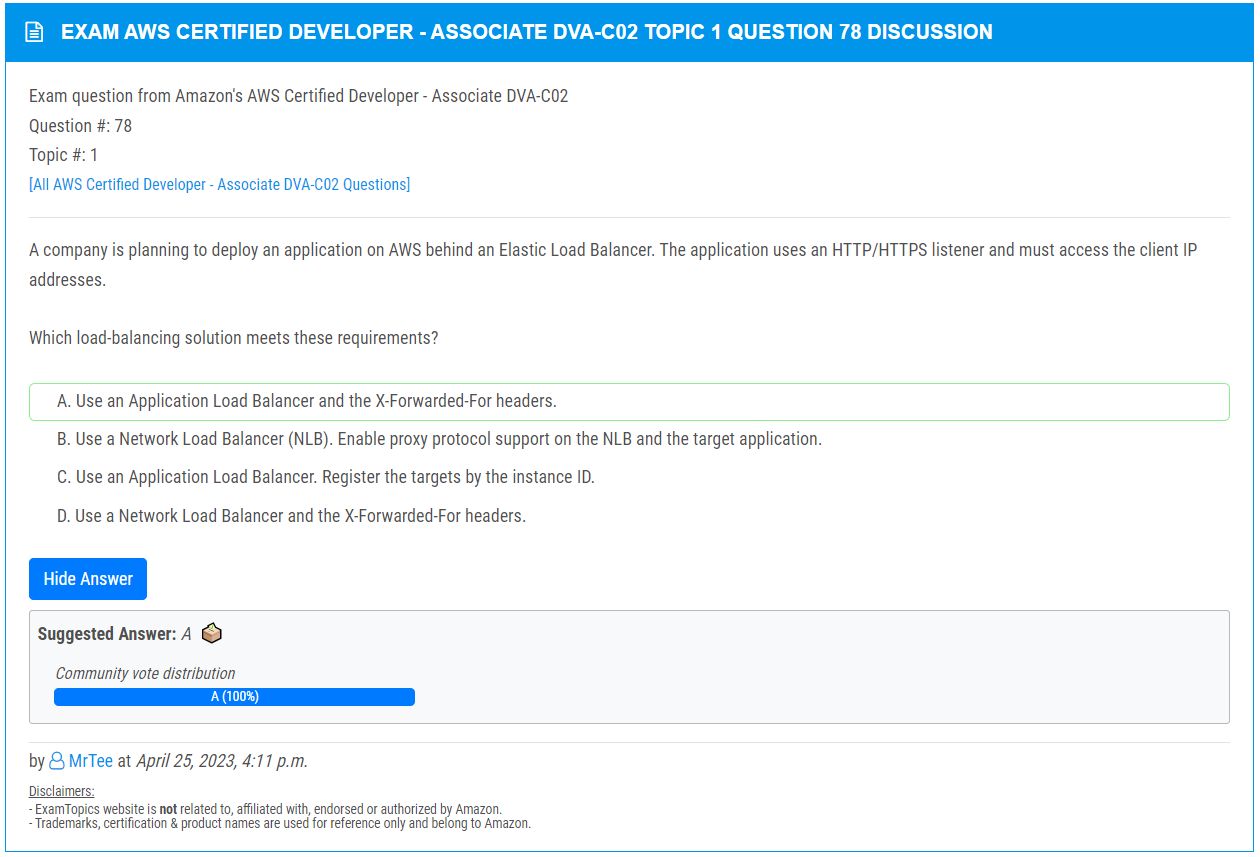 EXAM AWS CERTIFIED DEVELOPER - ASSOCIATE DVA-C02 TOPIC 1 QUESTION 78 DISCUSSION
Exam question from Amazon's AWS Certified Developer - Associate DVA-C02
Question #: 78
Topic #: 1
[All AWS Certified Developer - Associate DVA-C02 Questions]
A company is planning to deploy an application on AWS behind an Elastic Load Balancer. The application uses an HTTP/HTTPS listener and must access the client IP
addresses.
Which load-balancing solution meets these requirements?
A. Use an Application Load Balancer and the X-Forwarded-For headers.
B. Use a Network Load Balancer (NLB). Enable proxy protocol support on the NLB and the target application.
C. Use an Application Load Balancer. Register the targets by the instance ID.
D. Use a Network Load Balancer and the X-Forwarded-For headers.
Hide Answer
Suggested Answer: A
Community vote distribution
A (100%)
by MrTee at April 25, 2023, 4:11 p.m.
Disclaimers:
- ExamTopics website is not related to, affiliated with, endorsed or authorized by Amazon.
- Trademarks, certification & product names are used for reference only and belong to Amazon.